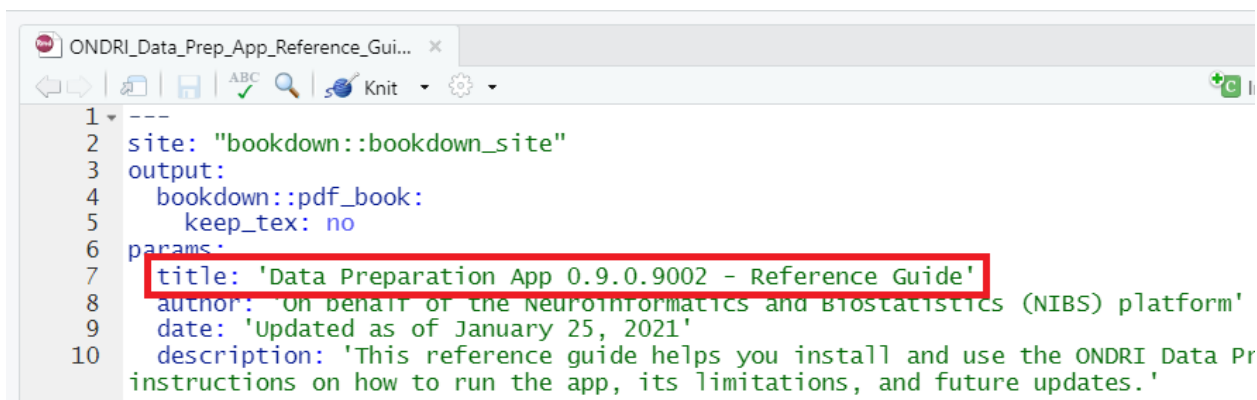 ONDRI_Data_Prep_App_Reference_Gui...
ABC Knit
1 ---
2 site: "bookdown::bookdown_site"
3 output:
4 bookdown::pdf_book:
5 keep_tex: no
6 params:
7 title: 'Data Preparation App 0.9.0.9002 - Reference Guide'
8 author: 'On behalf of the Neuroinformatics and Biostatistics (NIBS) platform'
9 date: 'Updated as of January 25, 2021'
10 description: 'This reference guide helps you install and use the ONDRI Data Pr
instructions on how to run the app, its limitations, and future updates.'